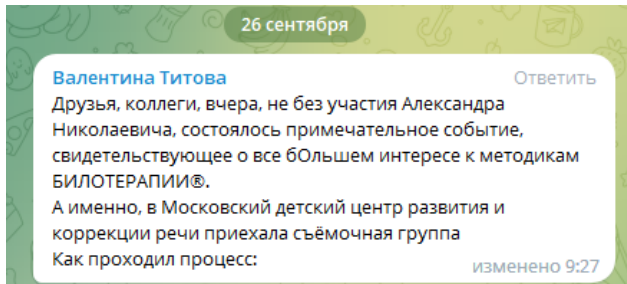 26 сентября
Валентина Титова Ответить
Друзья, коллеги, вчера, не без участия Александра
Николаевича, состоялось примечательное событие,
свидетельствующее о все бОльшем интересе к методикам
БИЛОТЕРАПИИ®.
А именно, в Московский детский центр развития и
коррекции речи приехала съёмочная группа
Как проходил процесс: изменено 9:27